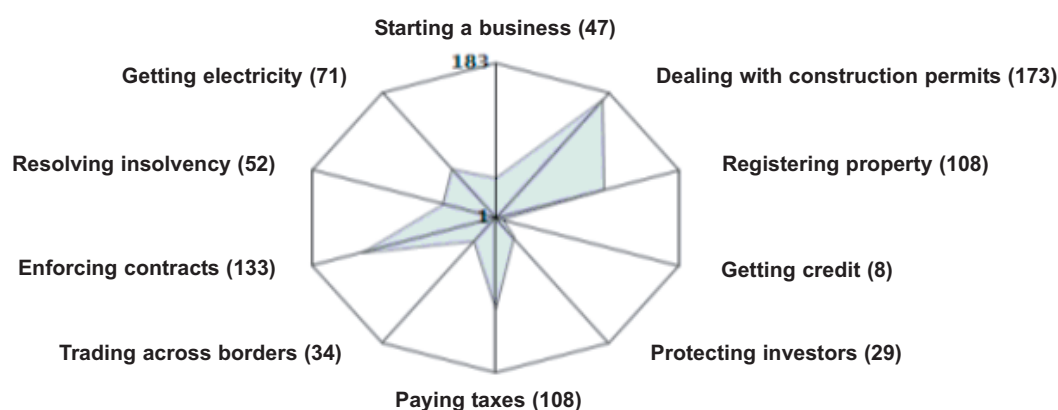 Starting a business (47)
183
Getting electricity (71)
Dealing with construction permits (173)
Resolving insolvency (52)
Registering property (108)
1
Enforcing contracts (133)
Getting credit (8)
Trading across borders (34)
Protecting investors (29)
Paying taxes (108)